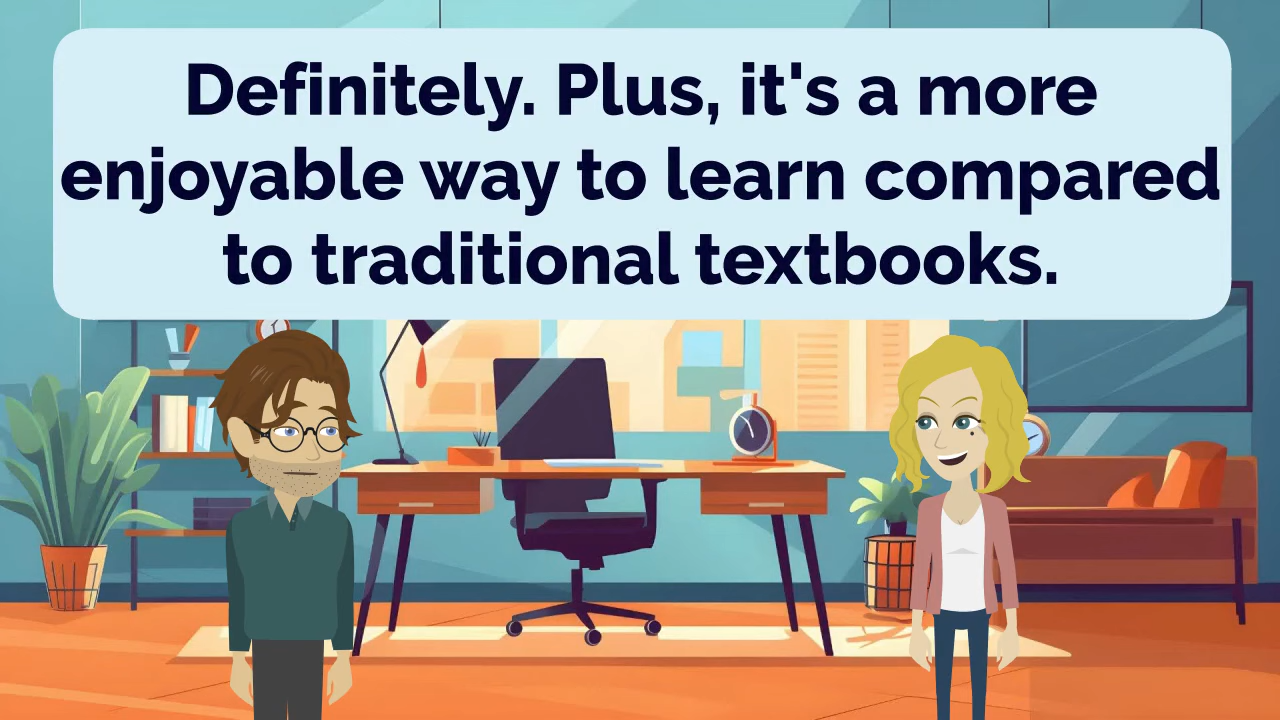 Definitely. Plus, it's a more
enjoyable way to learn compared
to traditional textbooks.